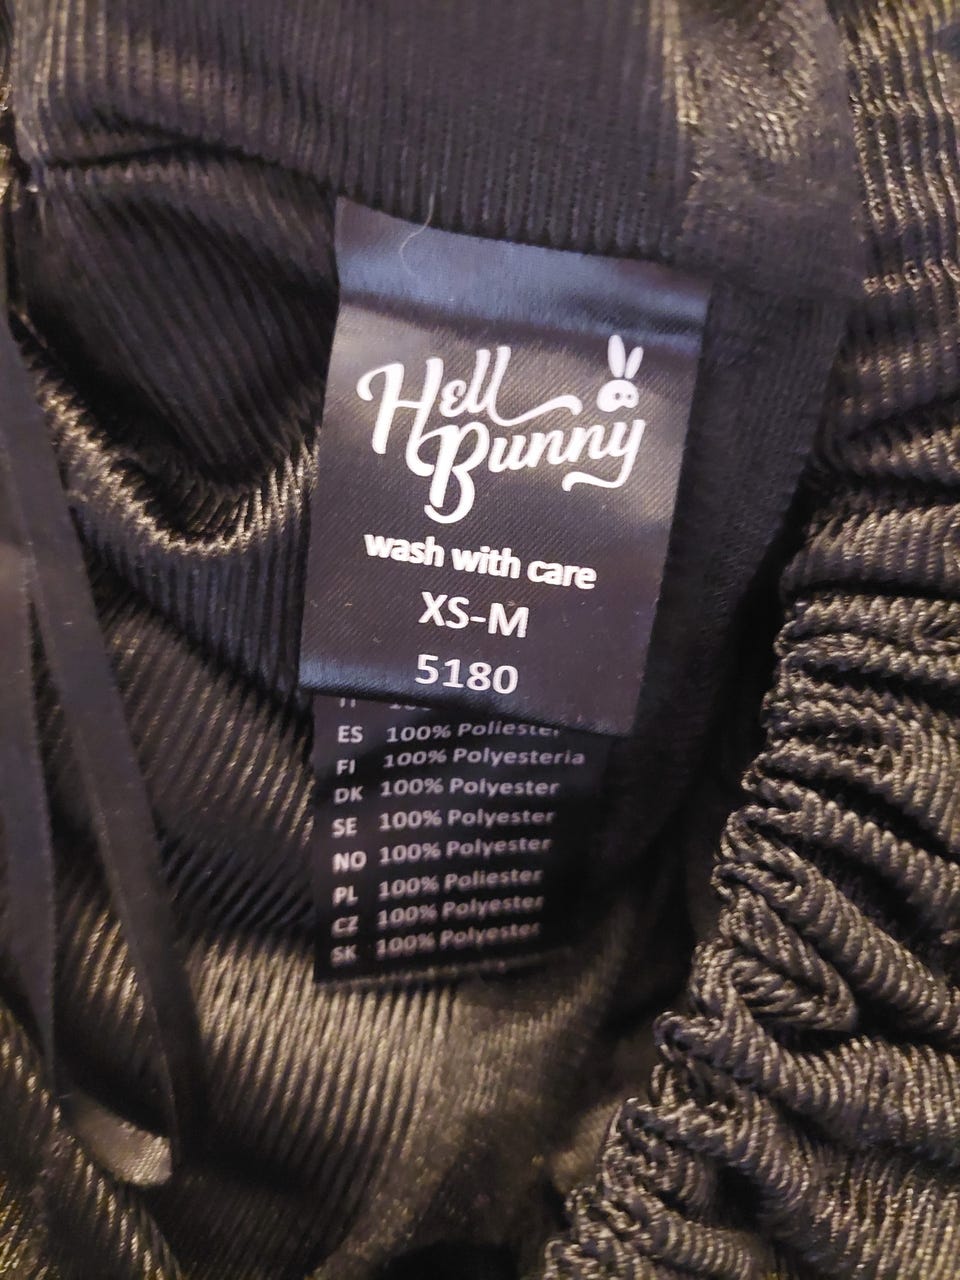 Hell
Bunny
wash with care
XS-M
5180
ES 100% Poliester
FI 100% Polyesteria
DK 100% Polyester
SE 100% Polyester
NO 100% Polyester
PL 100% Poliester
CZ 100% Polyester
SK 100% Polyester